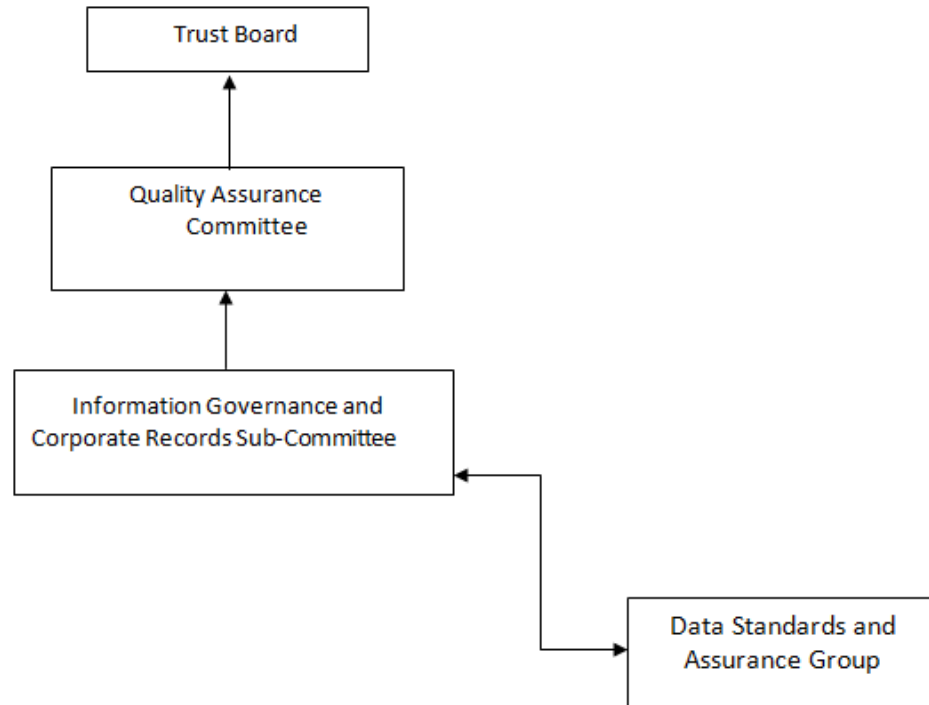 Trust Board
Quality Assurance
Committee
Information Governance and
Corporate Records Sub-Committee
Data Standards and
Assurance Group